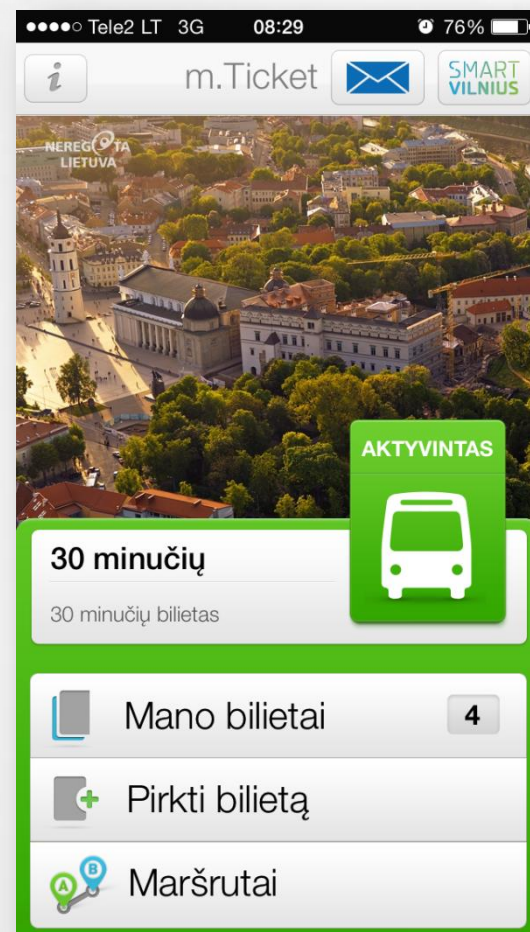 Tele2 LT 3G 08:29 76%
i m.Ticket SMART
VILNIUS
NEREGĖTA
LIETUVA
AKTYVINTAS
30 minučių
30 minučių bilietas
Mano bilietai 4
Pirkti bilietą
A B Maršrutai